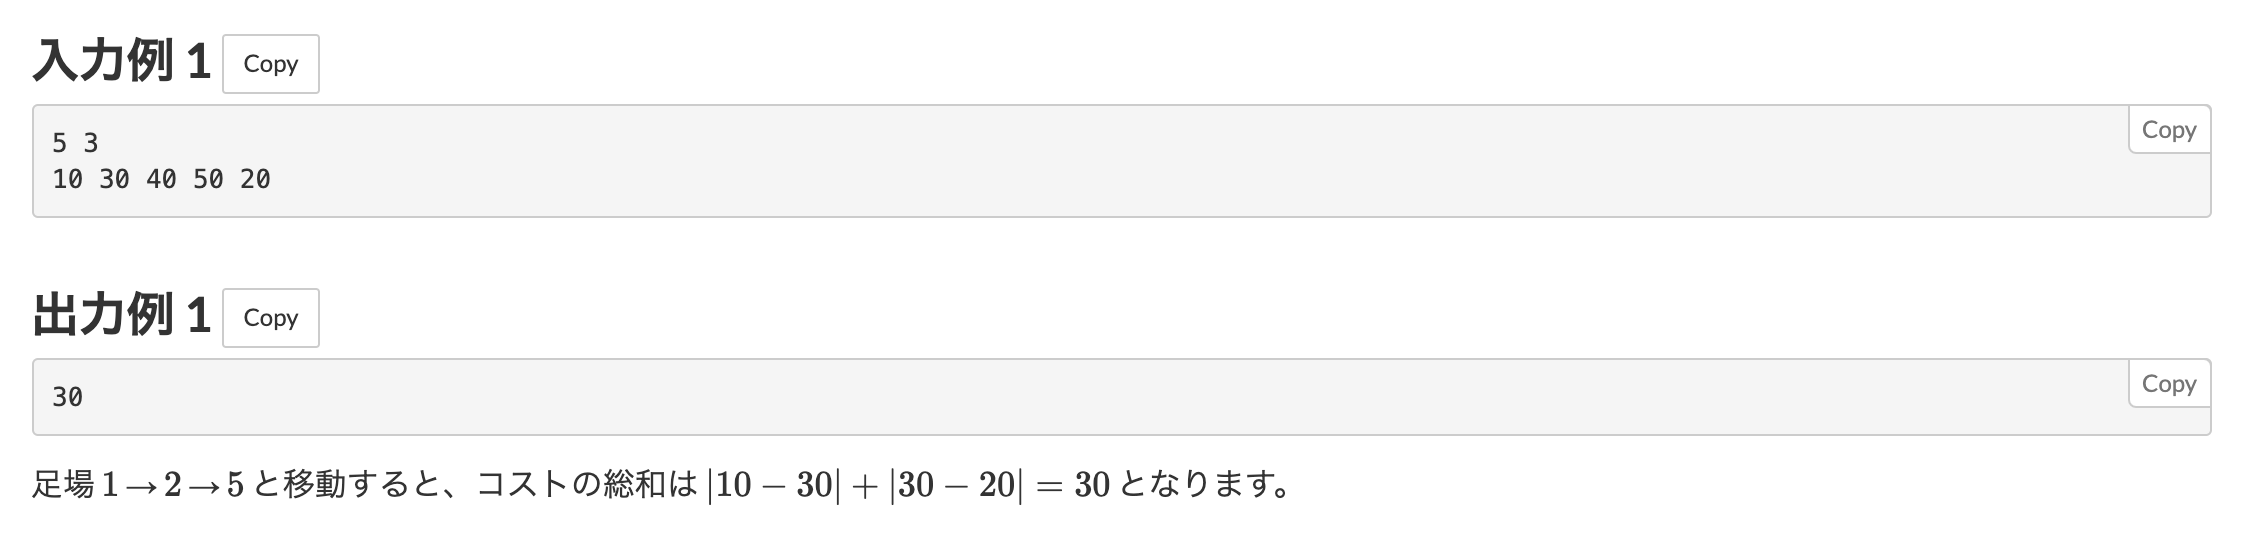 入力例 1 Copy
Copy
5 3
10 30 40 50 20
出力例 1 Copy
Copy
30
足場 1 → 2 → 5 と移動すると、コストの総和は |10 − 30| + |30 − 20| = 30 となります。